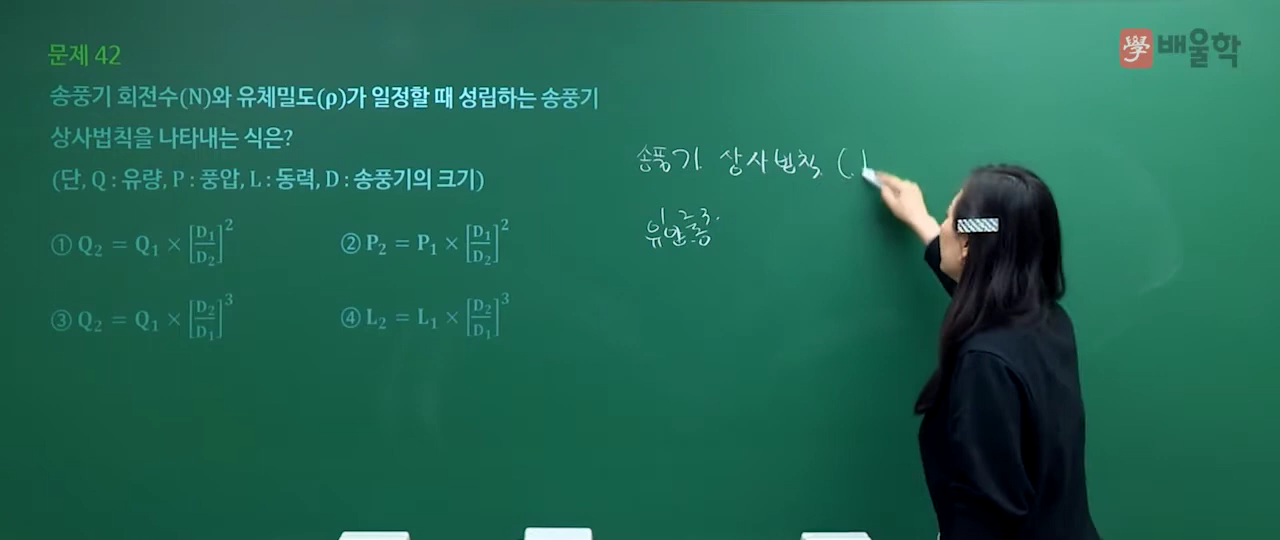 學 배울학
문제 42
송풍기 회전수(N)와 유체밀도(ρ)가 일정할 때 성립하는 송풍기
상사법칙을 나타내는 식은?
(단, Q : 유량, P : 풍압, L : 동력, D : 송풍기의 크기)
① Q₂ = Q₁ × [D₁/D₂]²
② P₂ = P₁ × [D₁/D₂]²
③ Q₂ = Q₁ × [D₂/D₁]³
④ L₂ = L₁ × [D₂/D₁]³
송풍기 상사법칙 (
1 2 3